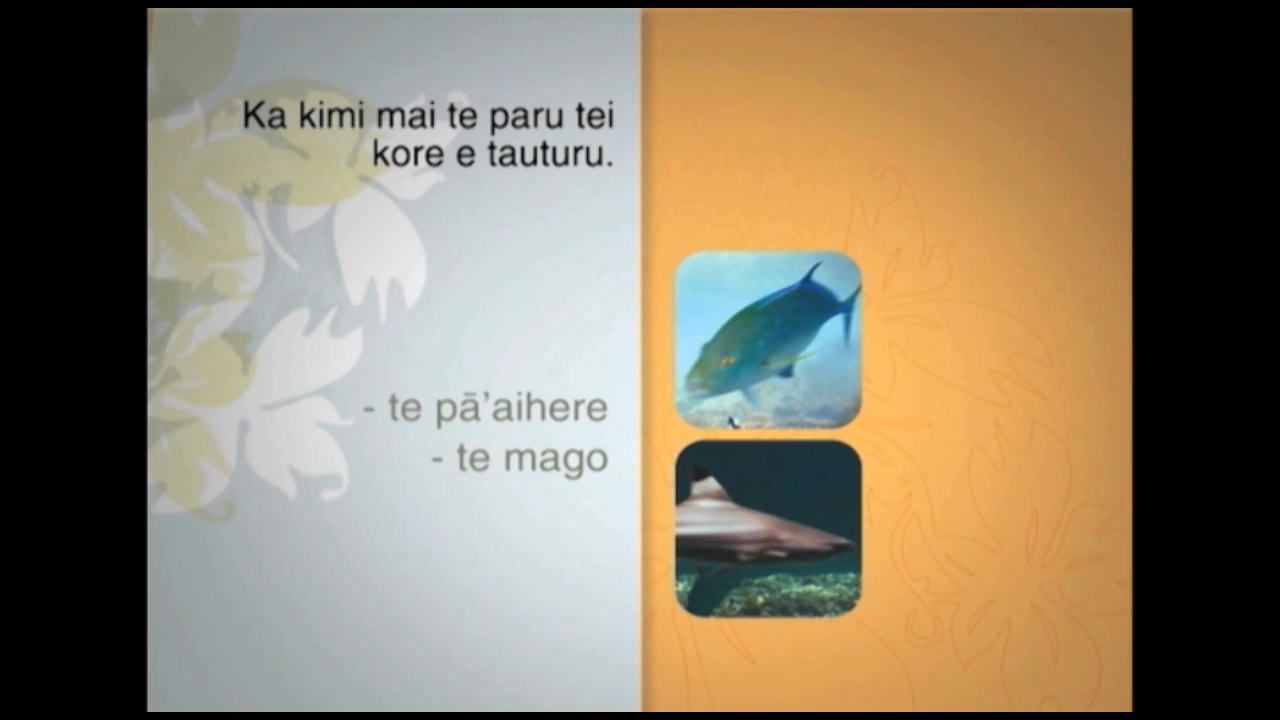 Ka kimi mai te paru tei
kore e tauturu.
- te pā’aihere
- te mago